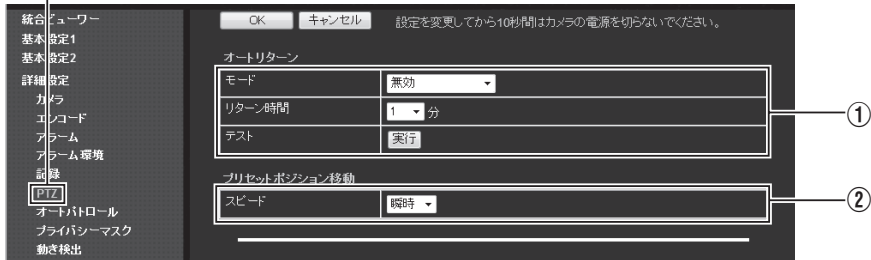 統合ビューワー
基本設定1
基本設定2
詳細設定
カメラ
エンコード
アラーム
アラーム環境
記録
PTZ
オートパトロール
プライバシーマスク
動き検出
OK キャンセル 設定を変更してから10秒間はカメラの電源を切らないでください。
オートリターン
モード 無効
リターン時間 1 分
テスト 実行
①
プリセットポジション移動
スピード 瞬時
②